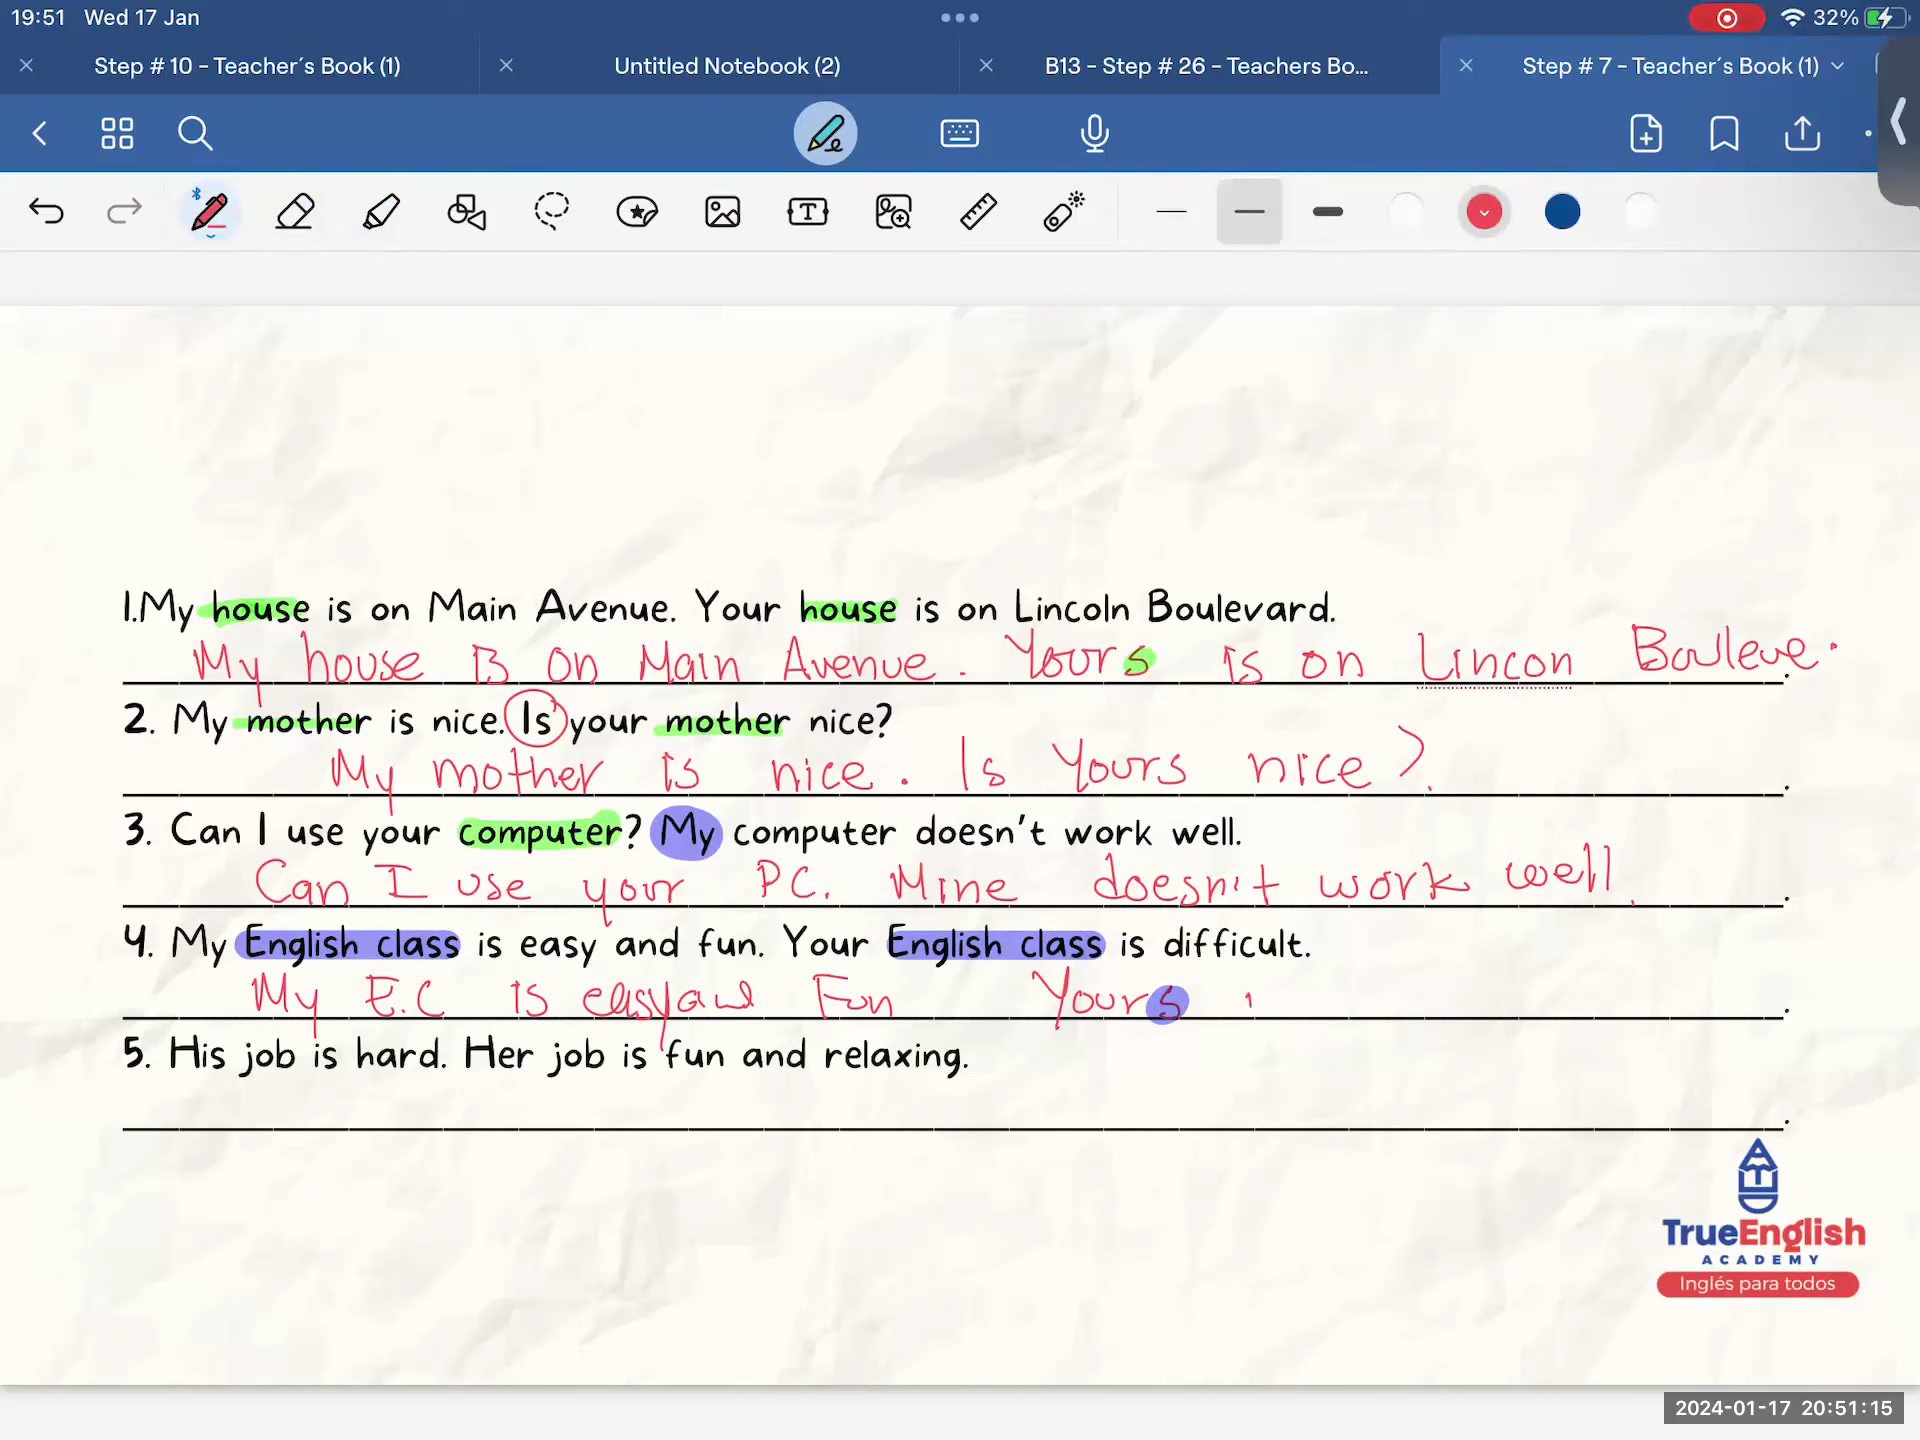 19:51 Wed 17 Jan 32%
Step # 10 - Teacher´s Book (1) Untitled Notebook (2) B13 - Step # 26 - Teachers Bo... Step # 7 - Teacher´s Book (1)
1.My house is on Main Avenue. Your house is on Lincoln Boulevard.
My house is on Main Avenue. Yours is on Lincon Bouleve.
2. My mother is nice. Is your mother nice?
My mother is nice. Is Yours nice?
3. Can I use your computer? My computer doesn't work well.
Can I use your PC. Mine doesn't work well.
4. My English class is easy and fun. Your English class is difficult.
My E.C is easy and Fun Yours
5. His job is hard. Her job is fun and relaxing.
TrueEnglish
ACADEMY
Inglés para todos
2024-01-17 20:51:15